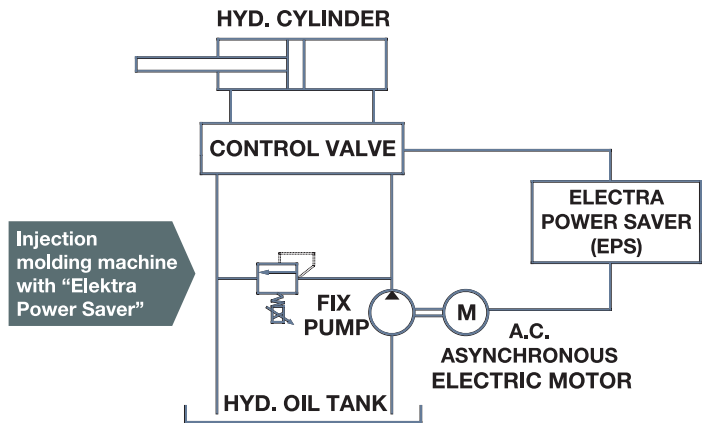 HYD. CYLINDER
CONTROL VALVE
ELECTRA
POWER SAVER
(EPS)
Injection
molding machine
with “Elektra
Power Saver”
FIX
PUMP
M
A.C.
ASYNCHRONOUS
ELECTRIC MOTOR
HYD. OIL TANK